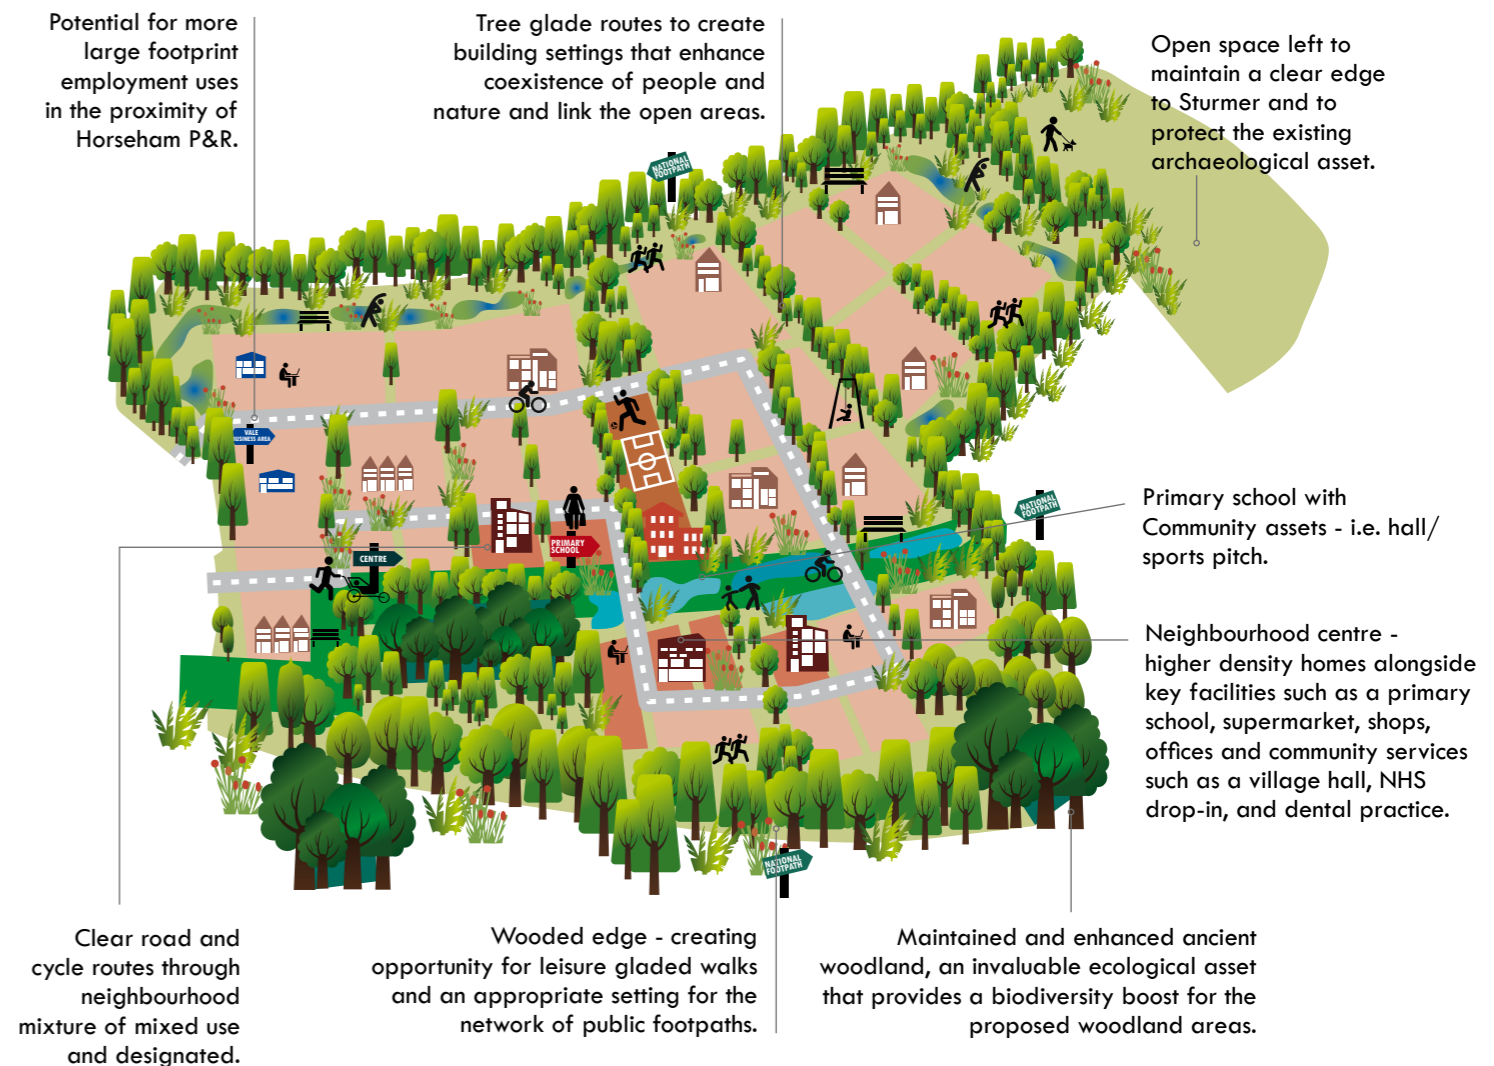 Potential for more
large footprint
employment uses
in the proximity of
Horseham P&R.
Tree glade routes to create
building settings that enhance
coexistence of people and
nature and link the open areas.
Open space left to
maintain a clear edge
to Sturmer and to
protect the existing
archaeological asset.
NATIONAL
FOOTPATH
VALE
BUSINESS AREA
CENTRE
PRIMARY
SCHOOL
NATIONAL
FOOTPATH
Primary school with
Community assets - i.e. hall/
sports pitch.
Neighbourhood centre -
higher density homes alongside
key facilities such as a primary
school, supermarket, shops,
offices and community services
such as a village hall, NHS
drop-in, and dental practice.
NATIONAL
FOOTPATH
Clear road and
cycle routes through
neighbourhood
mixture of mixed use
and designated.
Wooded edge - creating
opportunity for leisure gladed walks
and an appropriate setting for the
network of public footpaths.
Maintained and enhanced ancient
woodland, an invaluable ecological asset
that provides a biodiversity boost for the
proposed woodland areas.